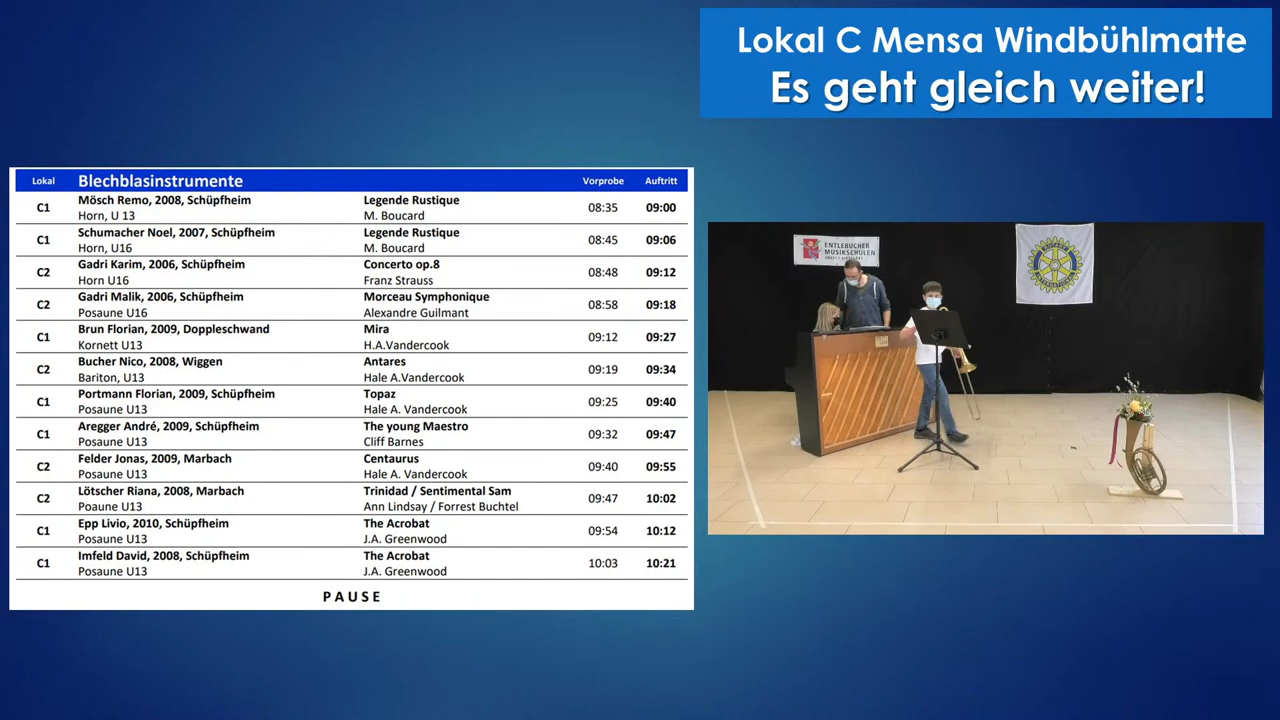 Lokal C Mensa Windbühlmatte
Es geht gleich weiter!
Lokal Blechblasinstrumente Vorprobe Auftritt
C1 Mösch Remo, 2008, Schüpfheim Legende Rustique 08:35 09:00
Horn, U 13 M. Boucard
C1 Schumacher Noel, 2007, Schüpfheim Legende Rustique 08:45 09:06
Horn, U16 M. Boucard
C2 Gadri Karim, 2006, Schüpfheim Concerto op.8 08:48 09:12
Horn U16 Franz Strauss
C2 Gadri Malik, 2006, Schüpfheim Morceau Symphonique 08:58 09:18
Posaune U16 Alexandre Guilmant
C1 Brun Florian, 2009, Doppleschwand Mira 09:12 09:27
Kornett U13 H.A.Vandercook
C2 Bucher Nico, 2008, Wiggen Antares 09:19 09:34
Bariton, U13 Hale A.Vandercook
C1 Portmann Florian, 2009, Schüpfheim Topaz 09:25 09:40
Posaune U13 Hale A. Vandercook
C1 Aregger André, 2009, Schüpfheim The young Maestro 09:32 09:47
Posaune U13 Cliff Barnes
C2 Felder Jonas, 2009, Marbach Centaurus 09:40 09:55
Posaune U13 Hale A. Vandercook
C2 Lötscher Riana, 2008, Marbach Trinidad / Sentimental Sam 09:47 10:02
Poaune U13 Ann Lindsay / Forrest Buchtel
C1 Epp Livio, 2010, Schüpfheim The Acrobat 09:54 10:12
Posaune U13 J.A. Greenwood
C1 Imfeld David, 2008, Schüpfheim The Acrobat 10:03 10:21
Posaune U13 J.A. Greenwood
PAUSE
ENTLEBUCHER
MUSIKSCHULEN
ROTARY
INTERNATIONAL